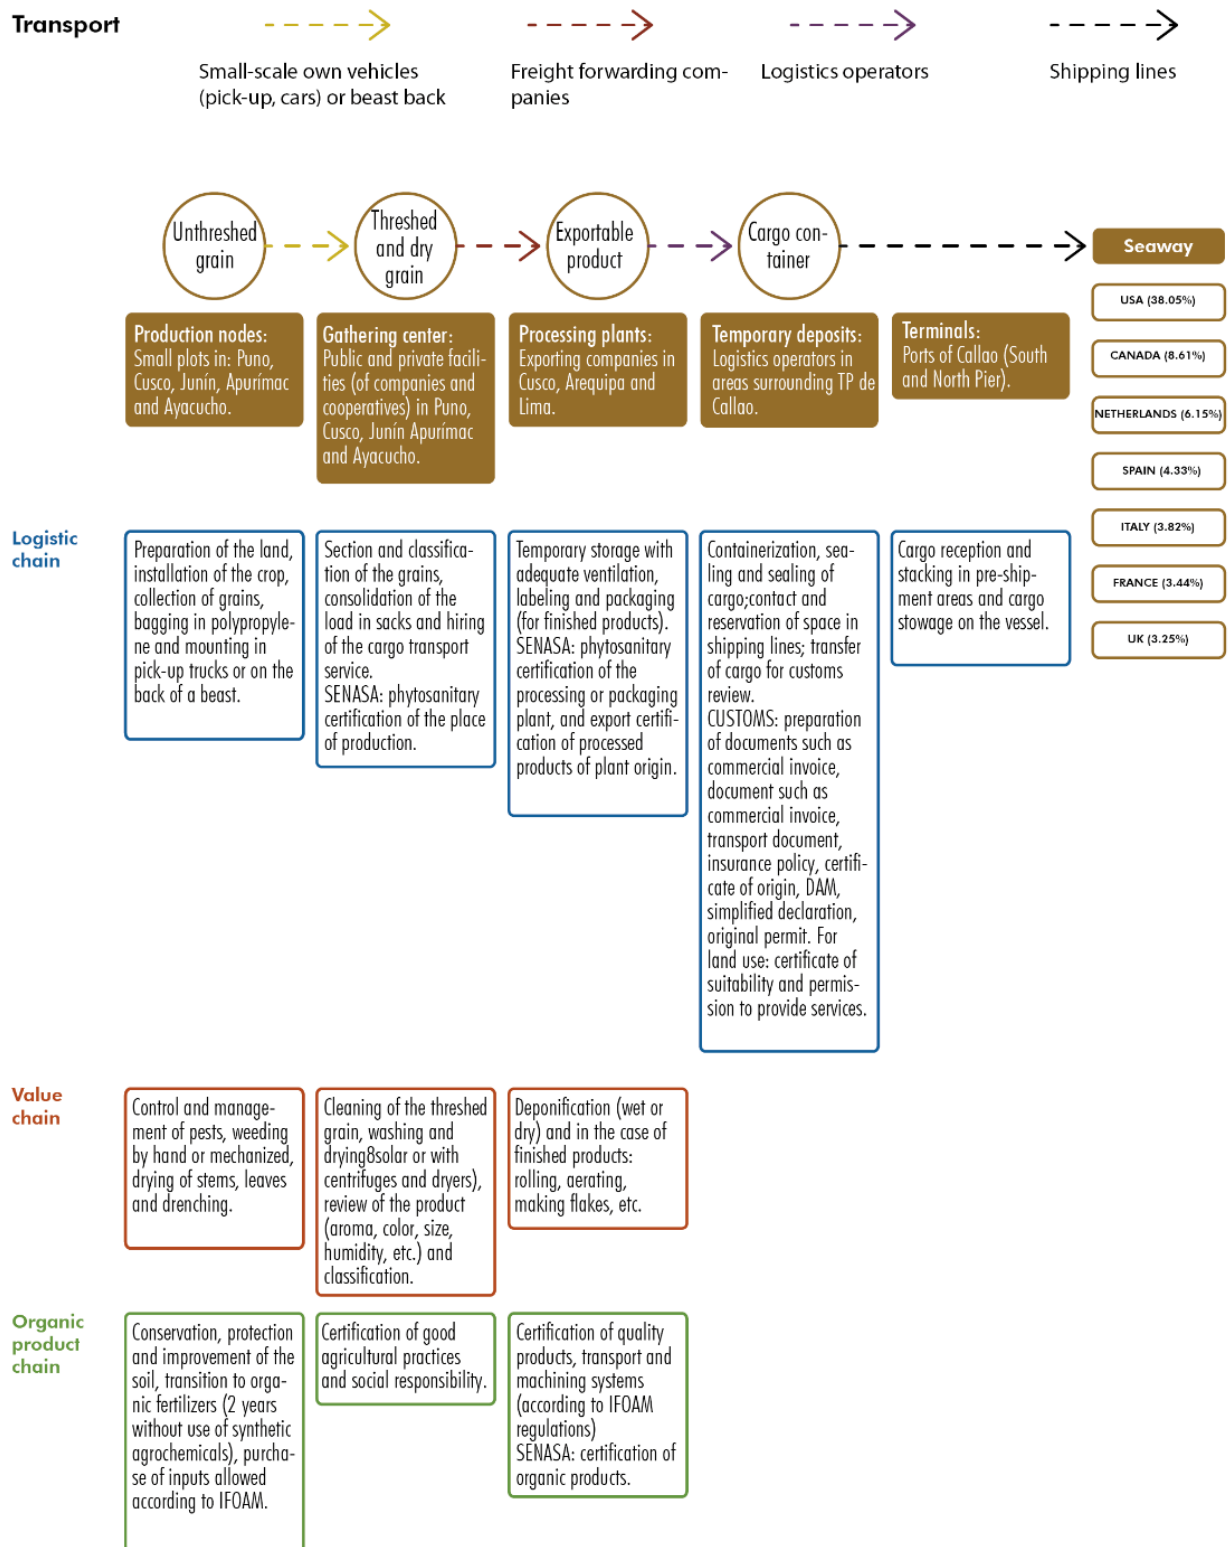 Transport
Small-scale own vehicles
(pick-up, cars) or beast back
Freight forwarding com-
panies
Logistics operators
Shipping lines
Unthreshed
grain
Threshed
and dry
grain
Exportable
product
Cargo con-
tainer
Seaway
Production nodes:
Small plots in: Puno,
Cusco, Junín, Apurímac
and Ayacucho.
Gathering center:
Public and private facili-
ties (of companies and
cooperatives) in Puno,
Cusco, Junín Apurímac
and Ayacucho.
Processing plants:
Exporting companies in
Cusco, Arequipa and
Lima.
Temporary deposits:
Logistics operators in
areas surrounding TP de
Callao.
Terminals:
Ports of Callao (South
and North Pier).
USA (38.05%)
CANADA (8.61%)
NETHERLANDS (6.15%)
SPAIN (4.33%)
ITALY (3.82%)
FRANCE (3.44%)
UK (3.25%)
Logistic
chain
Preparation of the land,
installation of the crop,
collection of grains,
bagging in polypropyle-
ne and mounting in
pick-up trucks or on the
back of a beast.
Section and classifica-
tion of the grains,
consolidation of the
load in sacks and hiring
of the cargo transport
service.
SENASA: phytosanitary
certification of the place
of production.
Temporary storage with
adequate ventilation,
labeling and packaging
(for finished products).
SENASA: phytosanitary
certification of the
processing or packaging
plant, and export certifi-
cation of processed
products of plant origin.
Containerization, sea-
ling and sealing of
cargo;contact and
reservation of space in
shipping lines; transfer
of cargo for customs
review.
CUSTOMS: preparation
of documents such as
commercial invoice,
document such as
commercial invoice,
transport document,
insurance policy, certifi-
cate of origin, DAM,
simplified declaration,
original permit. For
land use: certificate of
suitability and permis-
sion to provide services.
Cargo reception and
stacking in pre-ship-
ment areas and cargo
stowage on the vessel.
Value
chain
Control and manage-
ment of pests, weeding
by hand or mechanized,
drying of stems, leaves
and drenching.
Cleaning of the threshed
grain, washing and
drying8solar or with
centrifuges and dryers),
review of the product
(aroma, color, size,
humidity, etc.) and
classification.
Deponification (wet or
dry) and in the case of
finished products:
rolling, aerating,
making flakes, etc.
Organic
product
chain
Conservation, protection
and improvement of the
soil, transition to orga-
nic fertilizers (2 years
without use of synthetic
agrochemicals), purcha-
se of inputs allowed
according to IFOAM.
Certification of good
agricultural practices
and social responsibility.
Certification of quality
products, transport and
machining systems
(according to IFOAM
regulations)
SENASA: certification of
organic products.